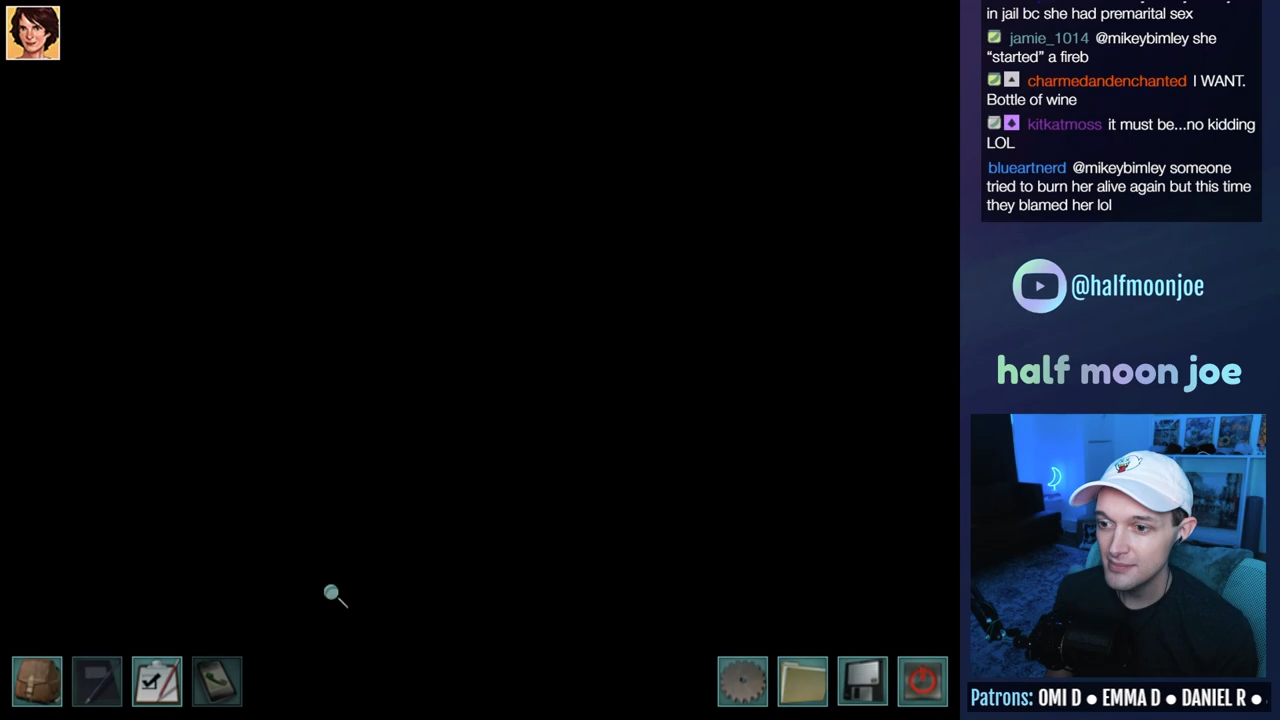 in jail bc she had premarital sex
jamie_1014 @mikeybimley she
“started” a fireb
charmedandenchanted I WANT.
Bottle of wine
kitkatmoss it must be...no kidding
LOL
blueartnerd @mikeybimley someone
tried to burn her alive again but this time
they blamed her lol
@halfmoonjoe
half moon joe
Patrons: OMI D ● EMMA D ● DANIEL R ●